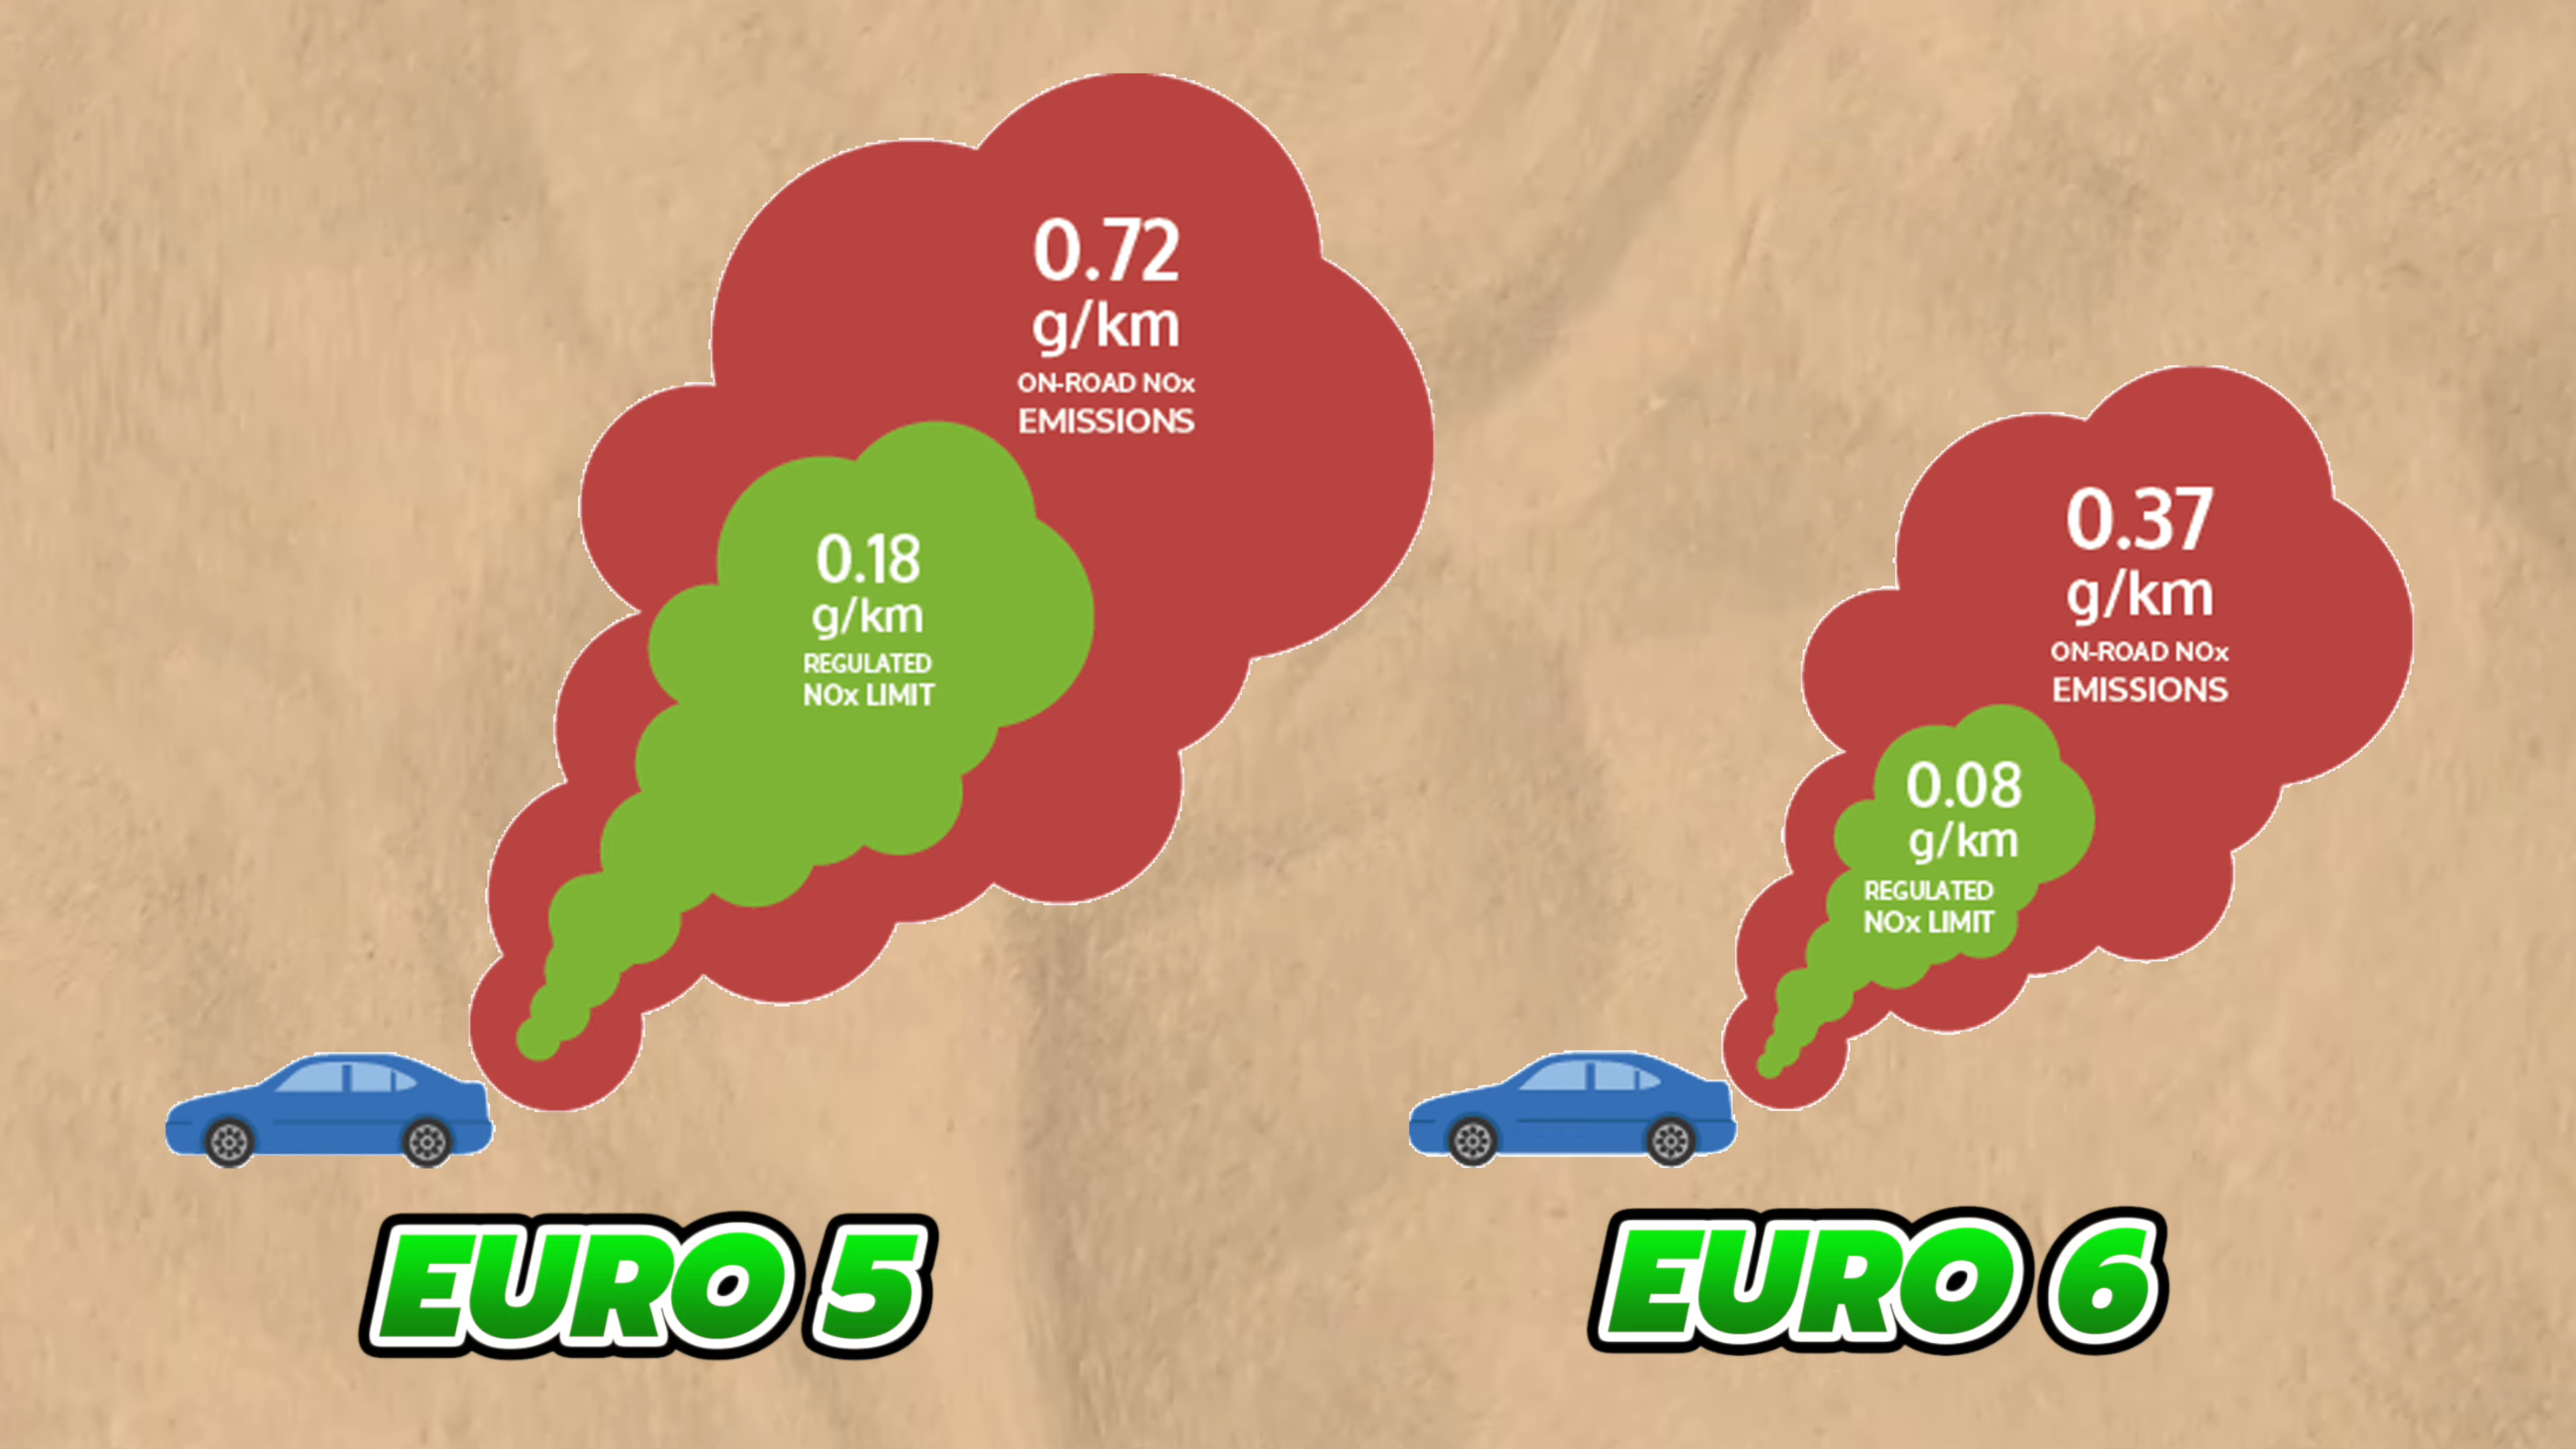 0.72
g/km
ON-ROAD NOx
EMISSIONS
0.18
g/km
REGULATED
NOx LIMIT
EURO 5
0.37
g/km
ON-ROAD NOx
EMISSIONS
0.08
g/km
REGULATED
NOx LIMIT
EURO 6